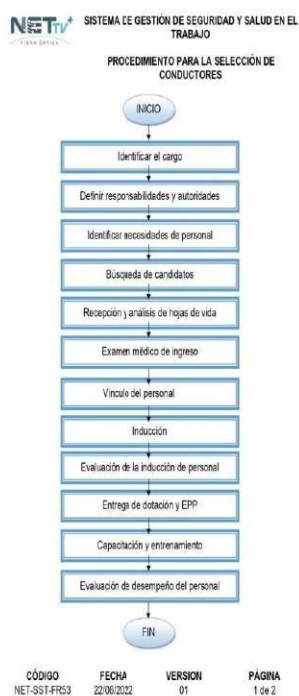 NETTV+
FIBRA ÓPTICA
SISTEMA DE GESTIÓN DE SEGURIDAD Y SALUD EN EL
TRABAJO
PROCEDIMIENTO PARA LA SELECCIÓN DE
CONDUCTORES
INICIO
Identificar el cargo
Definir responsabilidades y autoridades
Identificar necesidades de personal
Búsqueda de candidatos
Recepción y análisis de hojas de vida
Examen médico de ingreso
Vinculo del personal
Inducción
Evaluación de la inducción de personal
Entrega de dotación y EPP
Capacitación y entrenamiento
Evaluación de desempeño del personal
FIN
CÓDIGO FECHA VERSION PÁGINA
NET-SST-FR53 22/06/2022 01 1 de 2